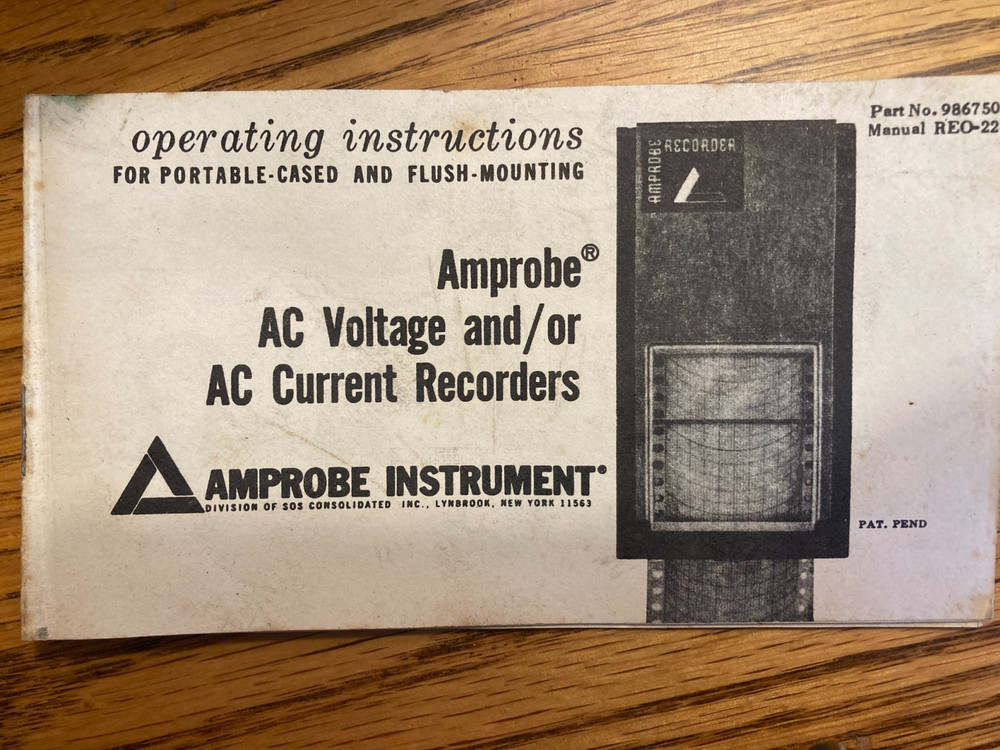 operating instructions
FOR PORTABLE-CASED AND FLUSH-MOUNTING
Amprobe®
AC Voltage and/or
AC Current Recorders
AMPROBE INSTRUMENT®
DIVISION OF SOS CONSOLIDATED INC., LYNBROOK, NEW YORK 11563
AMPROBE
RECORDER
Part No. 986750
Manual REO-22
PAT. PEND